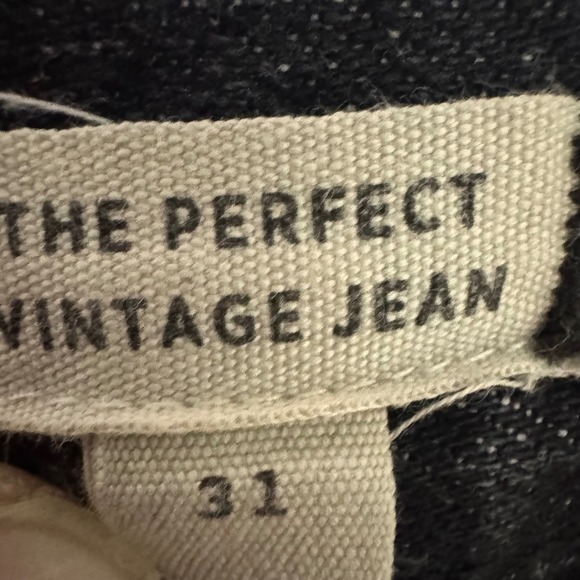 THE PERFECT
VINTAGE JEAN
31